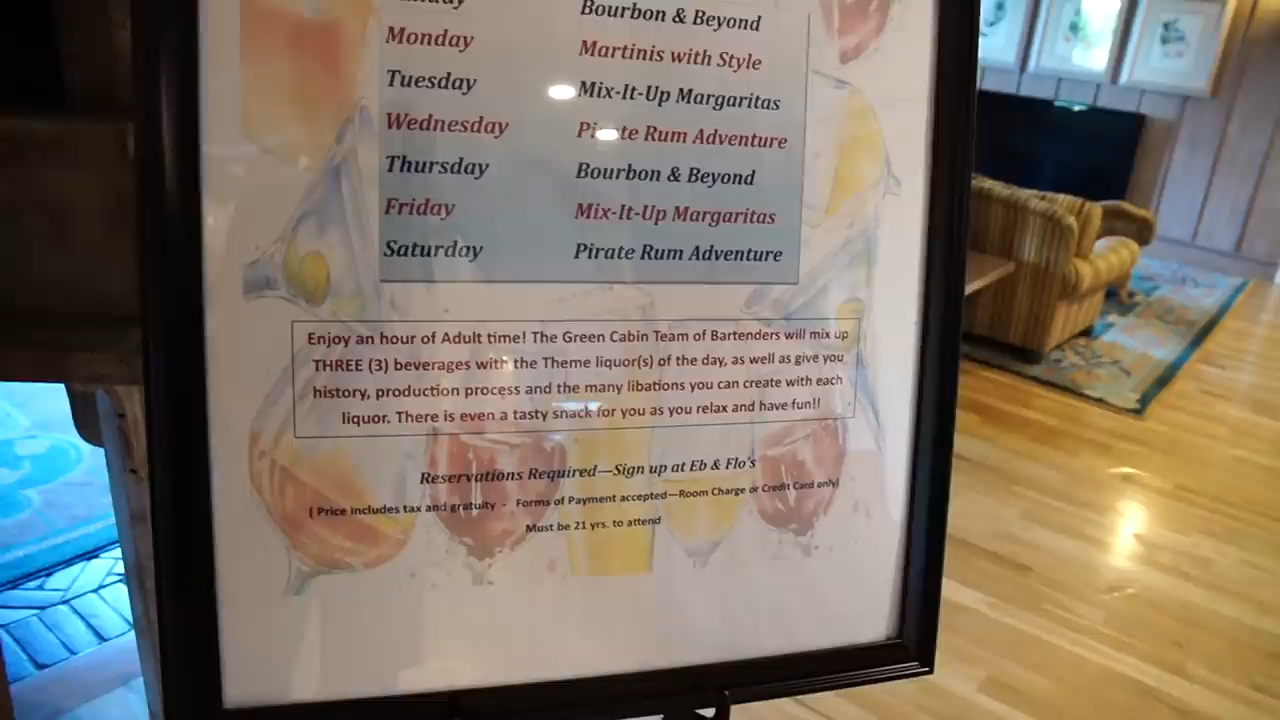 Bourbon & Beyond
Monday Martinis with Style
Tuesday Mix-It-Up Margaritas
Wednesday Pirate Rum Adventure
Thursday Bourbon & Beyond
Friday Mix-It-Up Margaritas
Saturday Pirate Rum Adventure
Enjoy an hour of Adult time! The Green Cabin Team of Bartenders will mix up
THREE (3) beverages with the Theme liquor(s) of the day, as well as give you
history, production process and the many libations you can create with each
liquor. There is even a tasty snack for you as you relax and have fun!!
Reservations Required—Sign up at Eb & Flo's
( Price includes tax and gratuity - Forms of Payment accepted—Room Charge or Credit Card only)
Must be 21 yrs. to attend